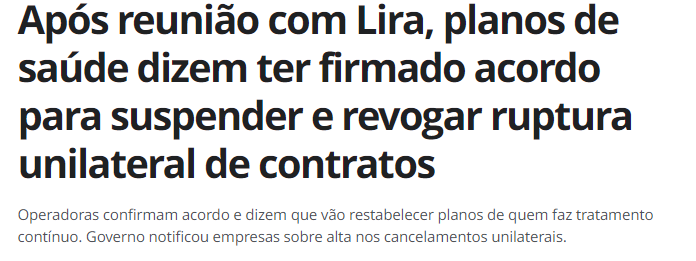 Após reunião com Lira, planos de
saúde dizem ter firmado acordo
para suspender e revogar ruptura
unilateral de contratos
Operadoras confirmam acordo e dizem que vão restabelecer planos de quem faz tratamento
contínuo. Governo notificou empresas sobre alta nos cancelamentos unilaterais.